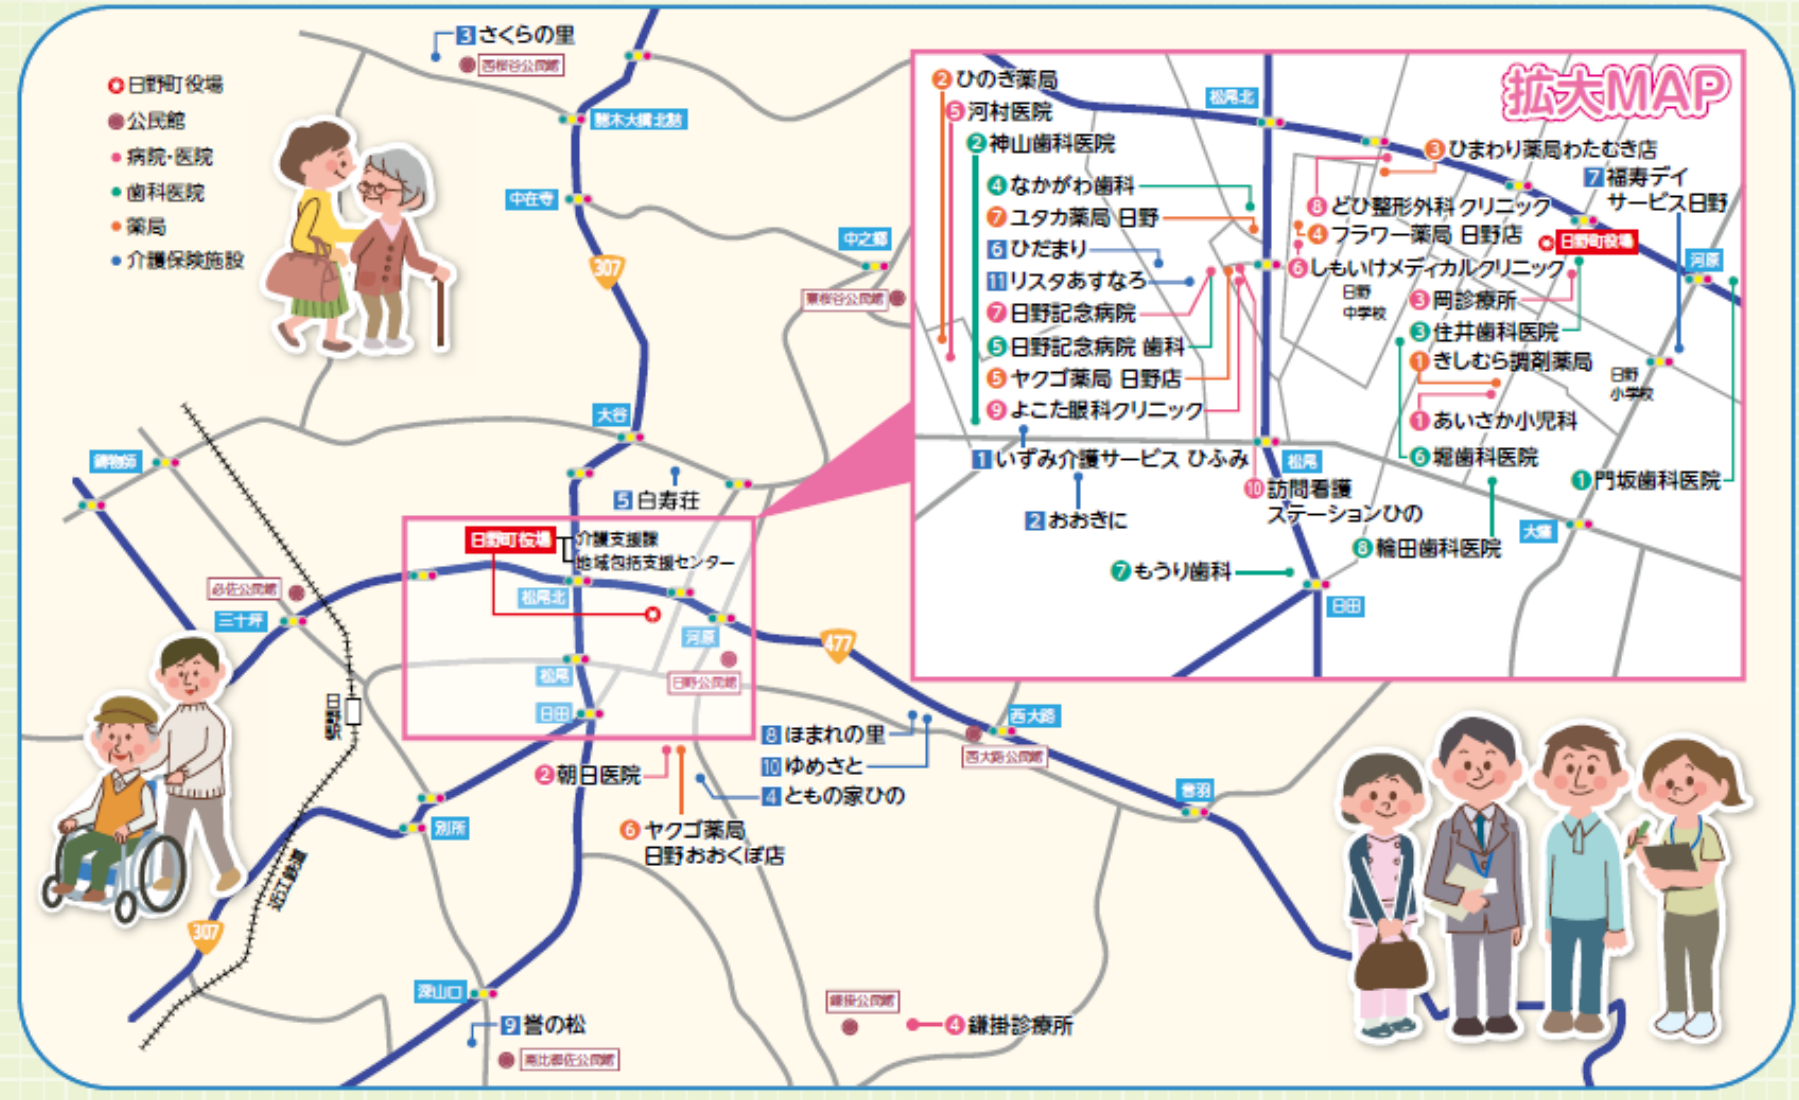 日野町役場
公民館
病院・医院
歯科医院
薬局
介護保険施設
3 さくらの里
西桜谷公民館
中在寺
307
中之郷
東桜谷公民館
大谷
鋳物師
5 白寿荘
日野町役場
介護支援課
地域包括支援センター
必佐公民館
三十坪
松尾北
河原
477
松尾
日野公民館
日田
日野駅
8 ほまれの里
10 ゆめさと
4 ともの家ひの
西大路
西大路公民館
音羽
2 朝日医院
6 ヤクゴ薬局
日野おおくぼ店
別所
近江鉄道
307
深山口
9 誉の松
南比都佐公民館
鎌掛公民館
4 鎌掛診療所
拡大MAP
2 ひのき薬局
5 河村医院
2 神山歯科医院
4 なかがわ歯科
7 ユタカ薬局 日野
6 ひだまり
11 リスタあすなろ
7 日野記念病院
5 日野記念病院 歯科
5 ヤクゴ薬局 日野店
9 よこた眼科クリニック
1 いずみ介護サービス ひふみ
2 おおきに
松尾北
3 ひまわり薬局わたむき店
7 福寿デイ
サービス日野
8 どひ整形外科 クリニック
4 フラワー薬局 日野店
日野町役場
河原
6 しもいけメディカルクリニック
日野
中学校
3 岡診療所
3 住井歯科医院
1 きしむら調剤薬局
日野
小学校
1 あいさか小児科
6 堀歯科医院
1 門坂歯科医院
松尾
10 訪問看護
ステーションひの
大窪
8 輪田歯科医院
7 もうり歯科
日田